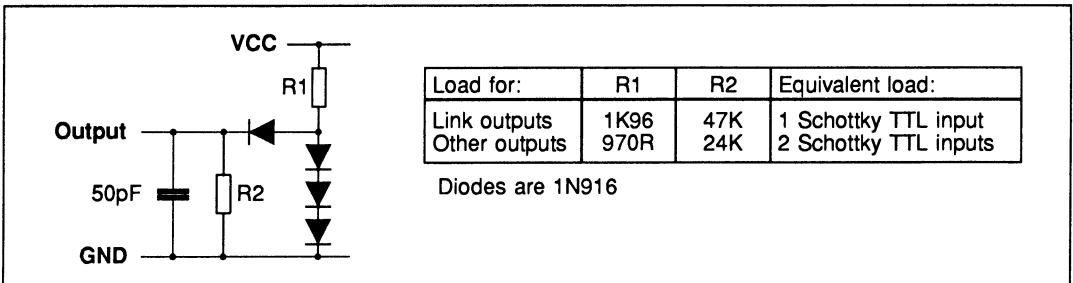 VCC
R1
Output
50pF
R2
GND
Load for: R1 R2 Equivalent load:
Link outputs 1K96 47K 1 Schottky TTL input
Other outputs 970R 24K 2 Schottky TTL inputs
Diodes are 1N916